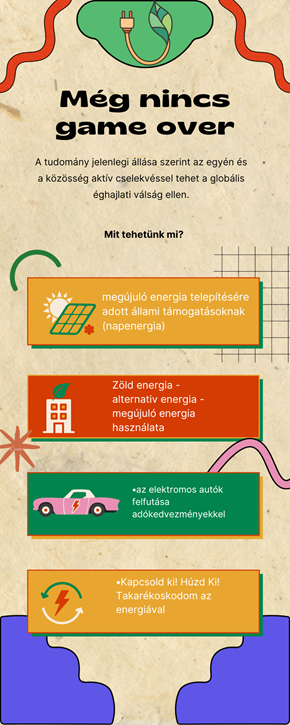 Még nincs
game over
A tudomány jelenlegi állása szerint az egyén és
a közösség aktív cselekvéssel tehet a globális
éghajlati válság ellen.
Mit tehetünk mi?
megújuló energia telepítésére
adott állami támogatásoknak
(napenergia)
Zöld energia -
alternatív energia -
megújuló energia
használata
•az elektromos autók
felfutása
adókedvezményekkel
•Kapcsold ki! Húzd Ki!
Takarékoskodom az
energiával